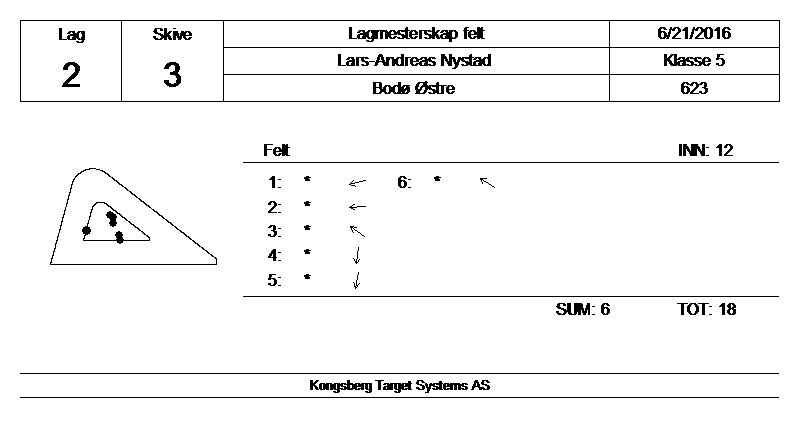 Lag Skive Lagmesterskap felt 6/21/2016
2 3 Lars-Andreas Nystad Klasse 5
Bodø Østre 623
Felt INN: 12
1: * ← 6: * ↖
2: * ←
3: * ↖
4: * ↓
5: * ↓
SUM: 6 TOT: 18
Kongsberg Target Systems AS